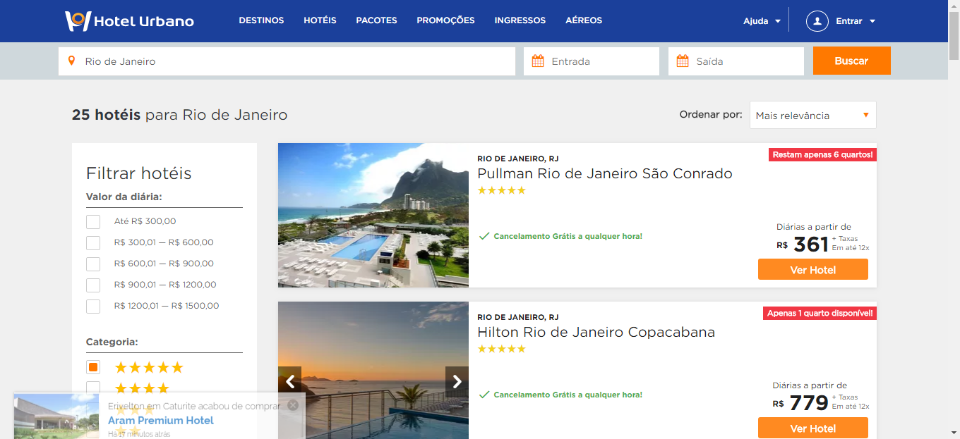 Hotel Urbano
DESTINOS
HOTÉIS
PACOTES
PROMOÇÕES
INGRESSOS
AÉREOS
Ajuda
Entrar
Rio de Janeiro
Entrada
Saída
Buscar
25 hotéis para Rio de Janeiro
Ordenar por:
Mais relevância
Filtrar hotéis
Valor da diária:
Até R$ 300,00
R$ 300,01 — R$ 600,00
R$ 600,01 — R$ 900,00
R$ 900,01 — R$ 1200,00
R$ 1200,01 — R$ 1500,00
Categoria:
RIO DE JANEIRO, RJ
Restam apenas 6 quartos!
Pullman Rio de Janeiro São Conrado
Cancelamento Grátis a qualquer hora!
Diárias a partir de
R$ 361 + Taxas
Em até 12x
Ver Hotel
RIO DE JANEIRO, RJ
Apenas 1 quarto disponível!
Hilton Rio de Janeiro Copacabana
Cancelamento Grátis a qualquer hora!
Diárias a partir de
R$ 779 + Taxas
Em até 12x
Ver Hotel
Erivelton em Caturite acabou de comprar...
Aram Premium Hotel
Há 17 minutos atrás